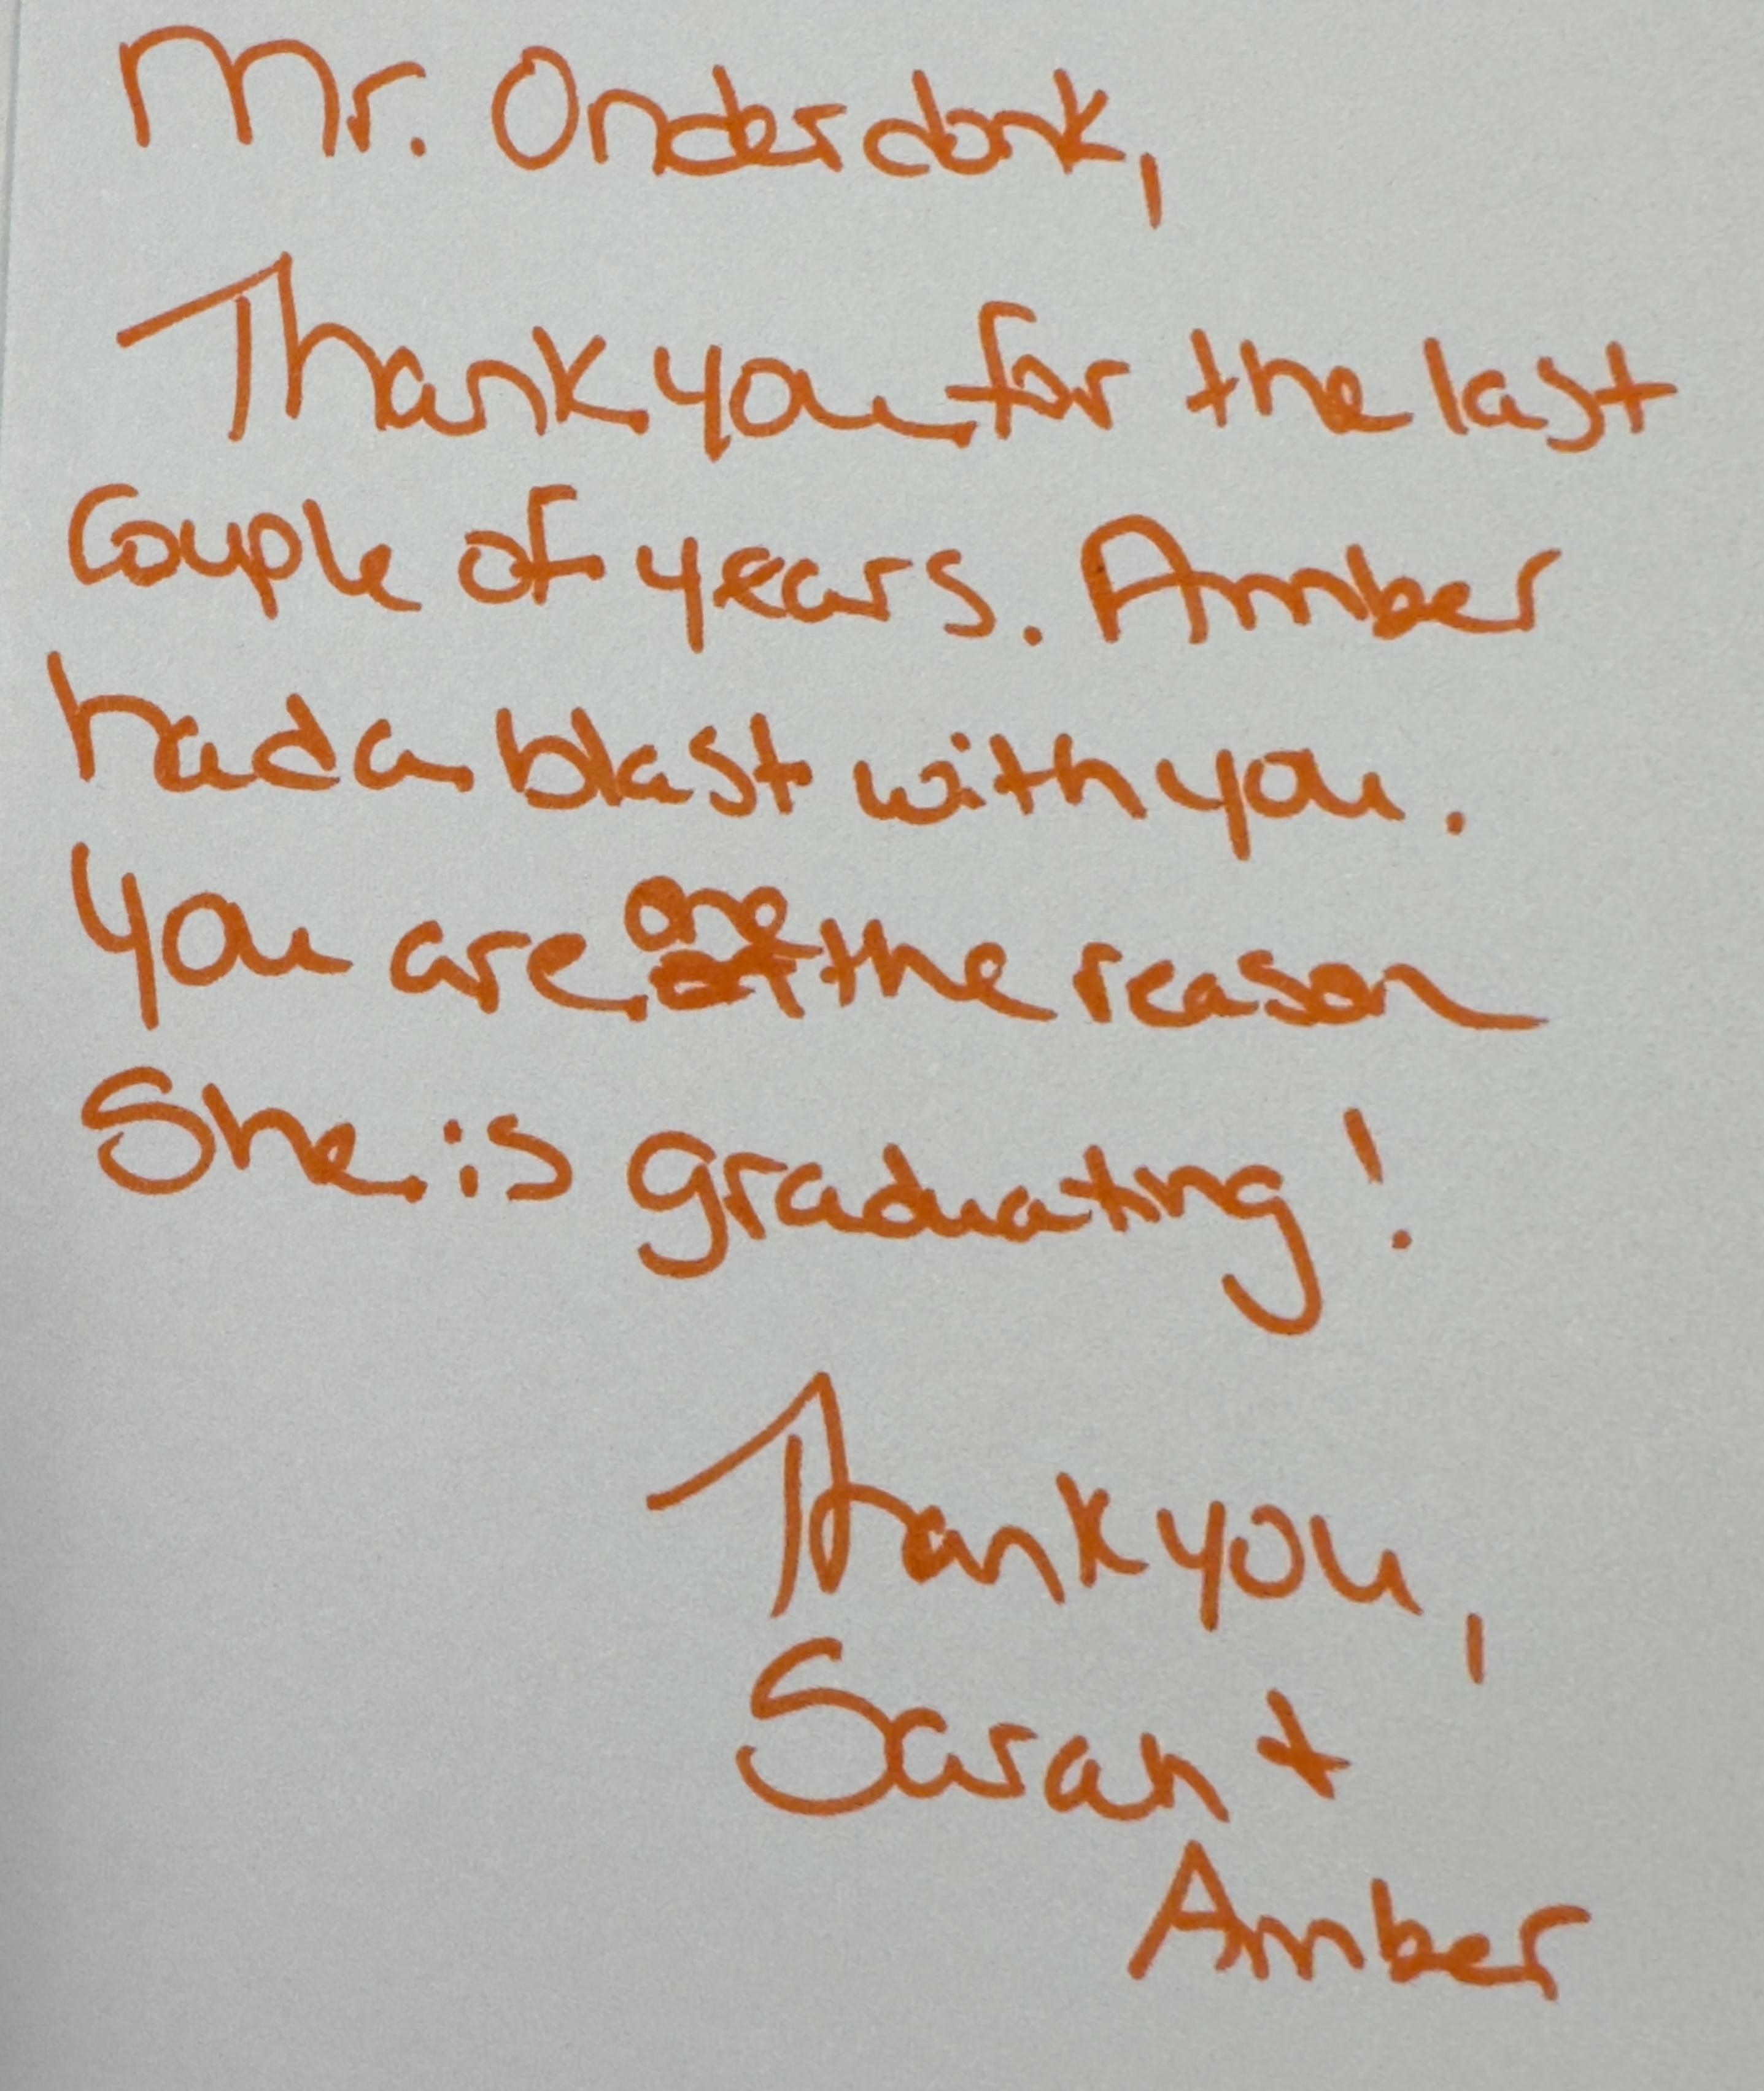 Mr. Onderdonk,
Thank you for the last
couple of years. Amber
had a blast with you.
You are one of the reason
She is graduating!
Thank you,
Sarah +
Amber